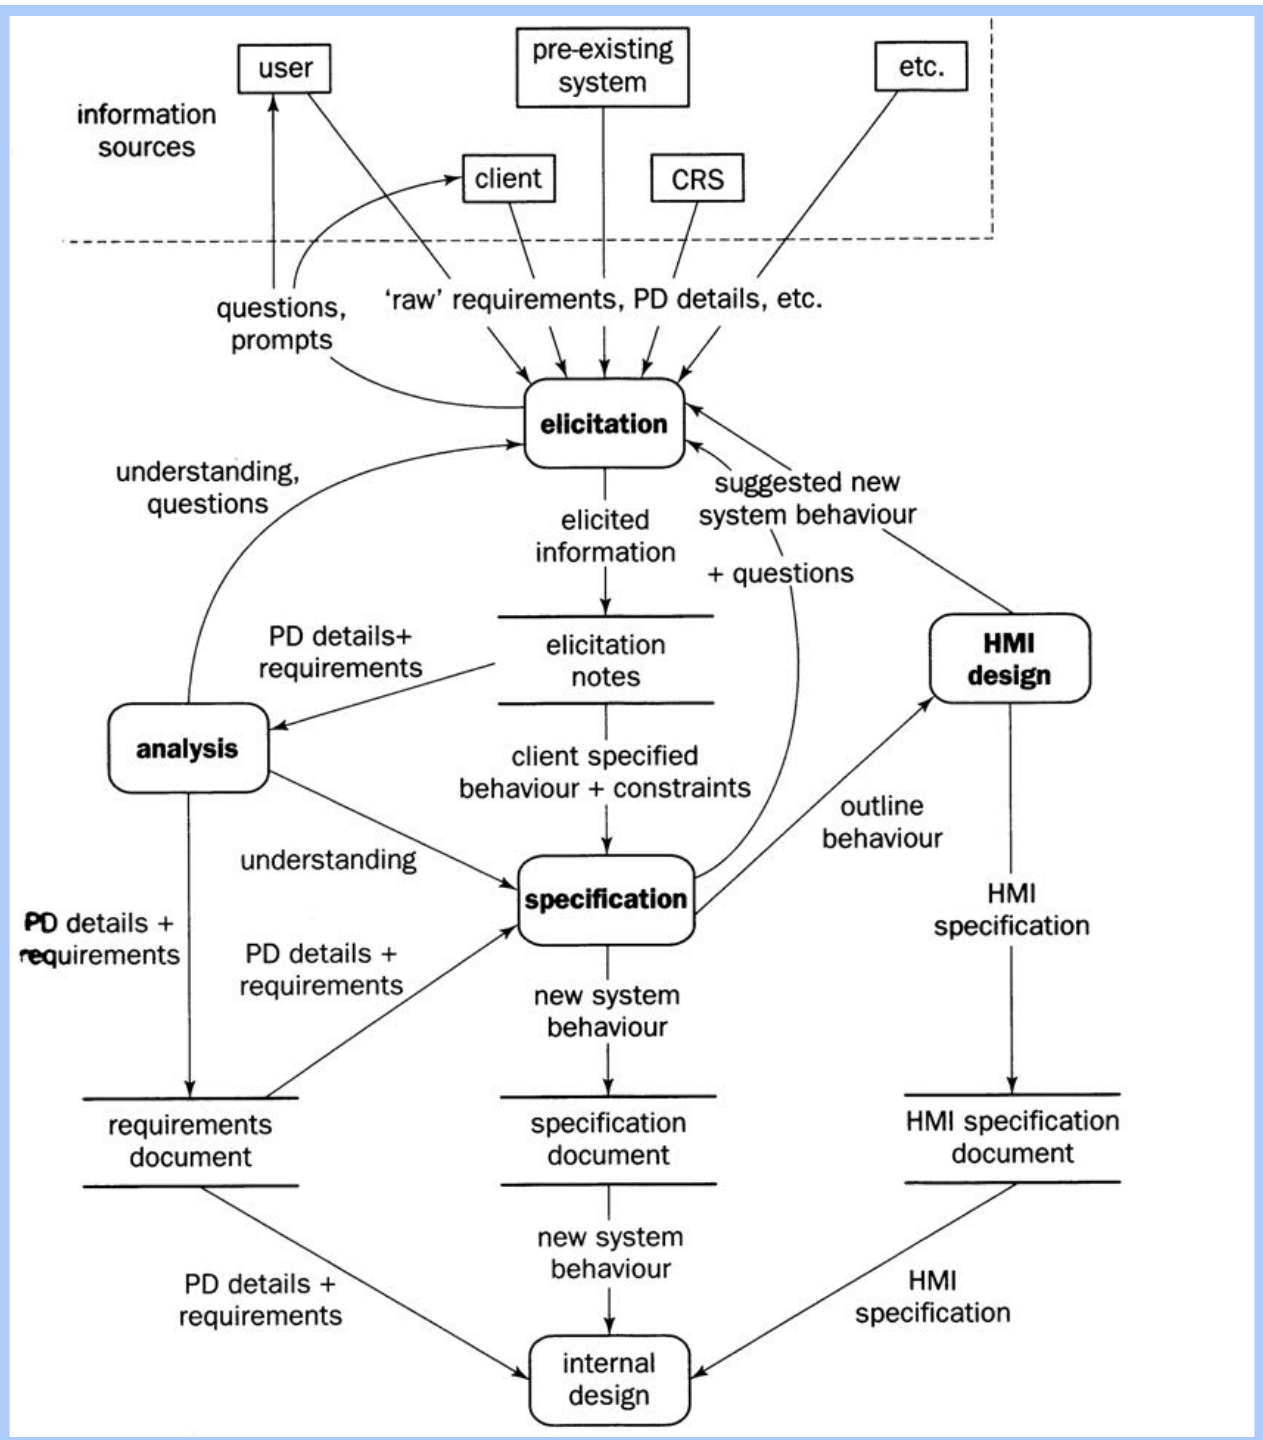 user
pre-existing
system
etc.
information
sources
client
CRS
questions,
prompts
‘raw’ requirements, PD details, etc.
elicitation
understanding,
questions
suggested new
system behaviour
elicited
information
+ questions
PD details+
requirements
elicitation
notes
HMI
design
analysis
client specified
behaviour + constraints
outline
behaviour
understanding
specification
PD details +
requirements
PD details +
requirements
HMI
specification
new system
behaviour
requirements
document
specification
document
HMI specification
document
new system
behaviour
PD details +
requirements
HMI
specification
internal
design